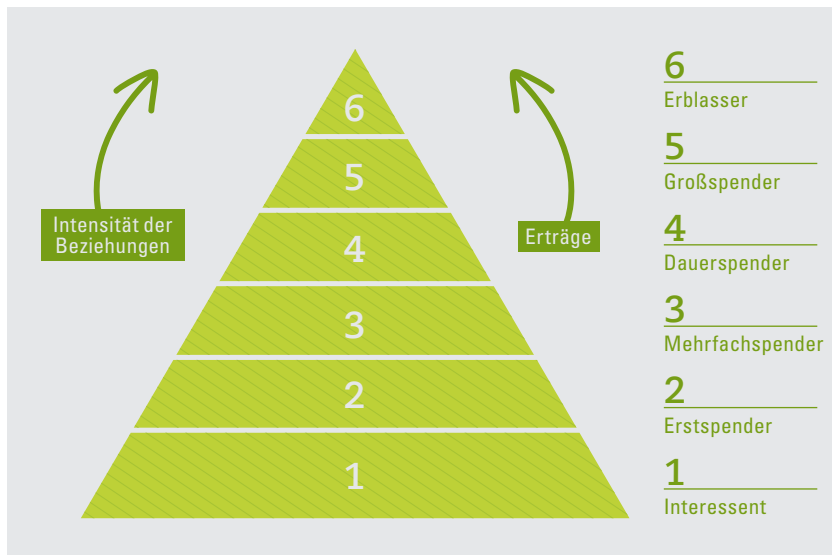 Intensität der
Beziehungen
Erträge
6
5
4
3
2
1
6
Erblasser
5
Großspender
4
Dauerspender
3
Mehrfachspender
2
Erstspender
1
Interessent